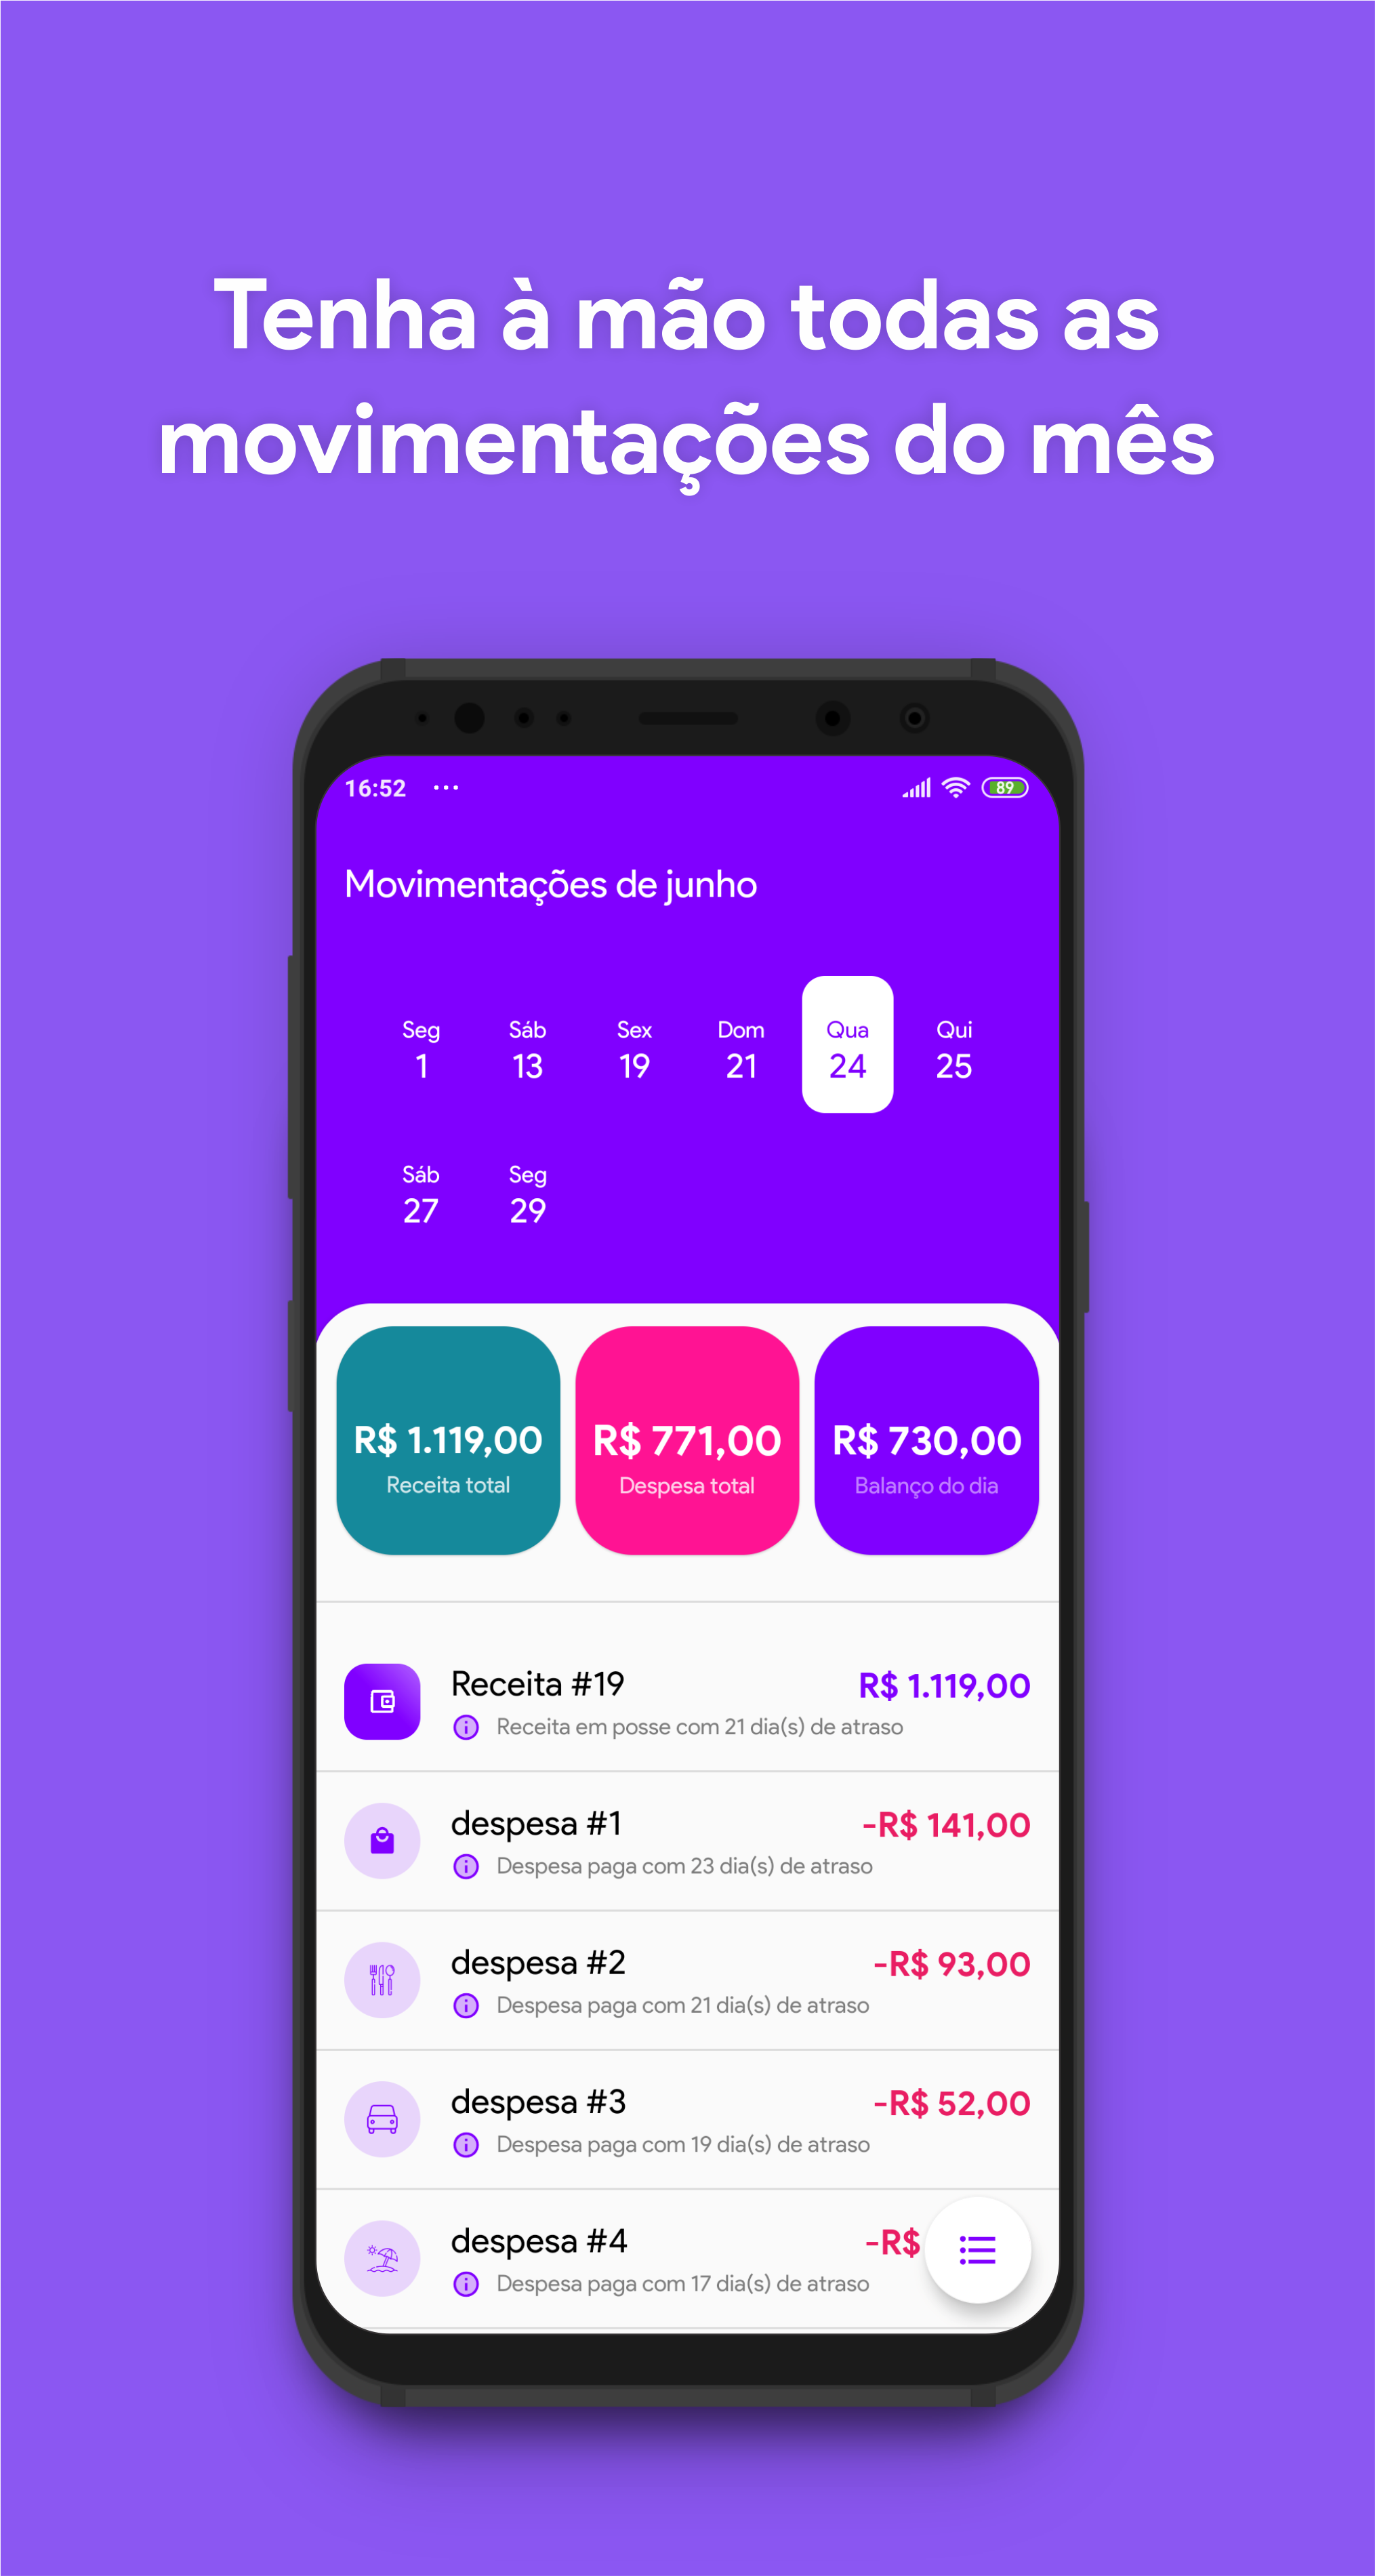 Tenha à mão todas as
movimentações do mês
16:52 ...
89
Movimentações de junho
Seg Sáb Sex Dom Qua Qui
1 13 19 21 24 25
Sáb Seg
27 29
R$ 1.119,00 R$ 771,00 R$ 730,00
Receita total Despesa total Balanço do dia
Receita #19 R$ 1.119,00
Receita em posse com 21 dia(s) de atraso
despesa #1 -R$ 141,00
Despesa paga com 23 dia(s) de atraso
despesa #2 -R$ 93,00
Despesa paga com 21 dia(s) de atraso
despesa #3 -R$ 52,00
Despesa paga com 19 dia(s) de atraso
despesa #4 -R$
Despesa paga com 17 dia(s) de atraso